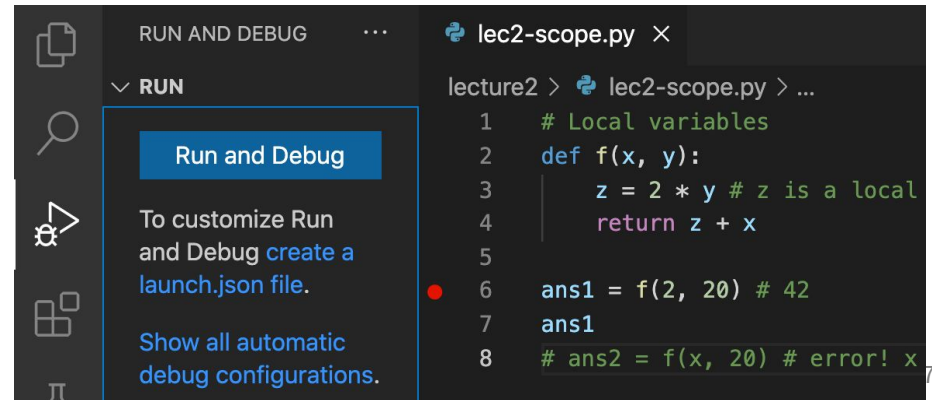 RUN AND DEBUG ...
RUN
Run and Debug
To customize Run
and Debug create a
launch.json file.
Show all automatic
debug configurations.
lec2-scope.py ×
lecture2 > lec2-scope.py > ...
1 # Local variables
2 def f(x, y):
3 z = 2 * y # z is a local
4 return z + x
5
6 ans1 = f(2, 20) # 42
7 ans1
8 # ans2 = f(x, 20) # error! x
7